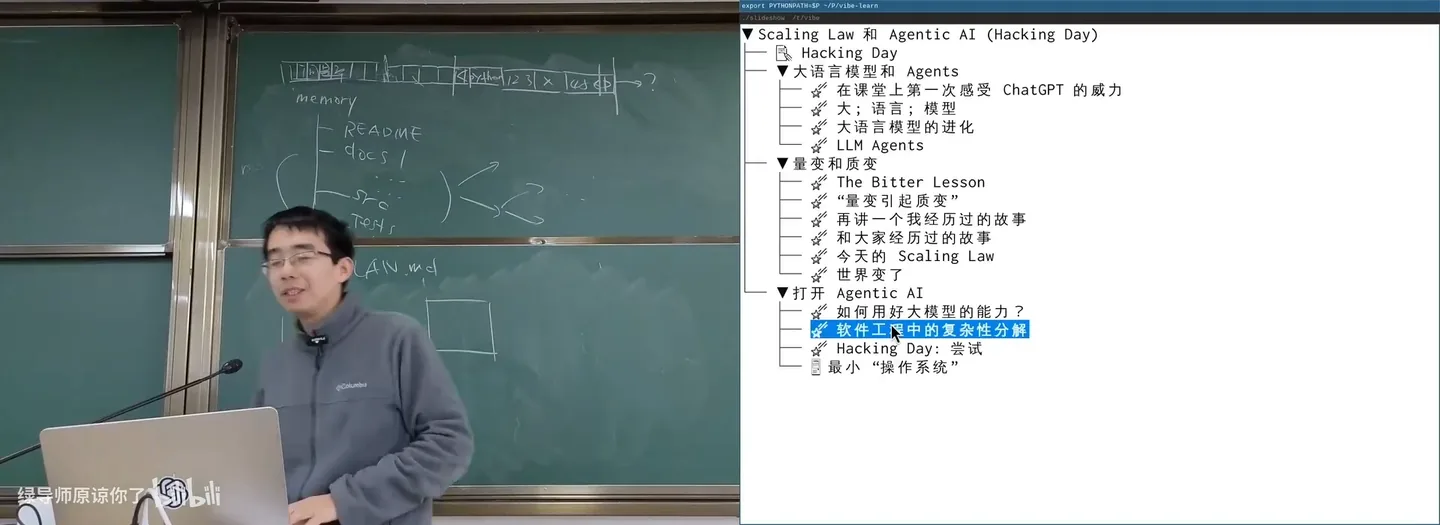 memory
README
docs /
src
Tests
LAN.md
@Columbia
绿导师原谅你了 bilibili
export PYTHONPATH=$P ~/P/vibe-learn
./slideshow /t/vibe
▼Scaling Law 和 Agentic AI (Hacking Day)
Hacking Day
▼大语言模型和 Agents
在课堂上第一次感受 ChatGPT 的威力
大; 语言; 模型
大语言模型的进化
LLM Agents
▼量变和质变
The Bitter Lesson
“量变引起质变”
再讲一个我经历过的故事
和大家经历过的故事
今天的 Scaling Law
世界变了
▼打开 Agentic AI
如何用好大模型的能力？
软件工程中的复杂性分解
Hacking Day: 尝试
最小 “操作系统”